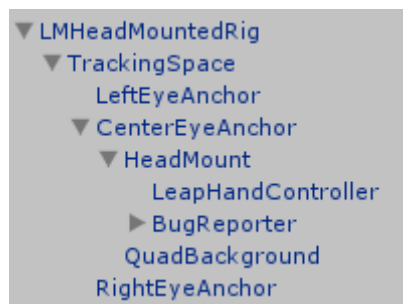 LMHeadMountedRig
TrackingSpace
LeftEyeAnchor
CenterEyeAnchor
HeadMount
LeapHandController
BugReporter
QuadBackground
RightEyeAnchor